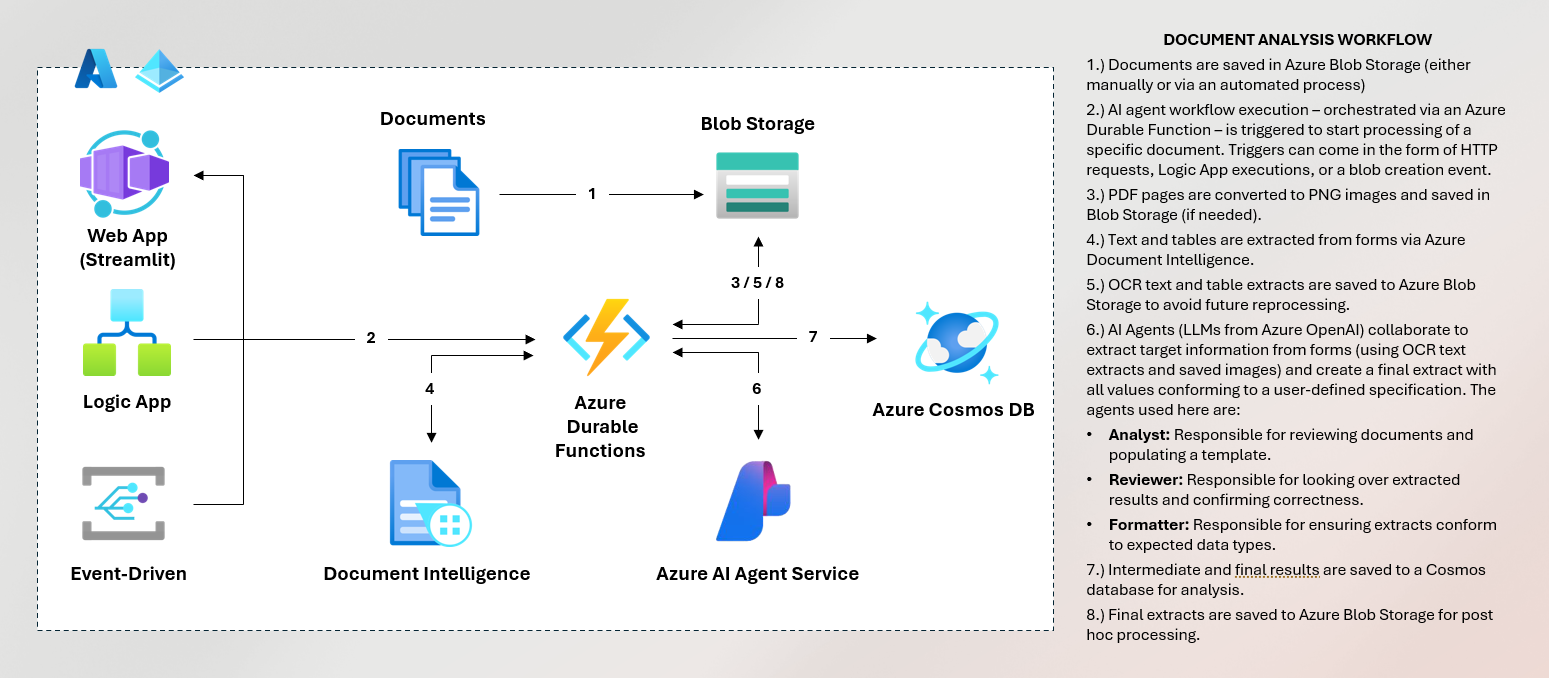 Documents
Blob Storage
1
Web App
(Streamlit)
3 / 5 / 8
2
7
Logic App
4
6
Azure
Durable
Functions
Azure Cosmos DB
Event-Driven
Document Intelligence
Azure AI Agent Service
DOCUMENT ANALYSIS WORKFLOW
1.) Documents are saved in Azure Blob Storage (either
manually or via an automated process)
2.) AI agent workflow execution – orchestrated via an Azure
Durable Function – is triggered to start processing of a
specific document. Triggers can come in the form of HTTP
requests, Logic App executions, or a blob creation event.
3.) PDF pages are converted to PNG images and saved in
Blob Storage (if needed).
4.) Text and tables are extracted from forms via Azure
Document Intelligence.
5.) OCR text and table extracts are saved to Azure Blob
Storage to avoid future reprocessing.
6.) AI Agents (LLMs from Azure OpenAI) collaborate to
extract target information from forms (using OCR text
extracts and saved images) and create a final extract with
all values conforming to a user-defined specification. The
agents used here are:
• Analyst: Responsible for reviewing documents and
populating a template.
• Reviewer: Responsible for looking over extracted
results and confirming correctness.
• Formatter: Responsible for ensuring extracts conform
to expected data types.
7.) Intermediate and final results are saved to a Cosmos
database for analysis.
8.) Final extracts are saved to Azure Blob Storage for post
hoc processing.